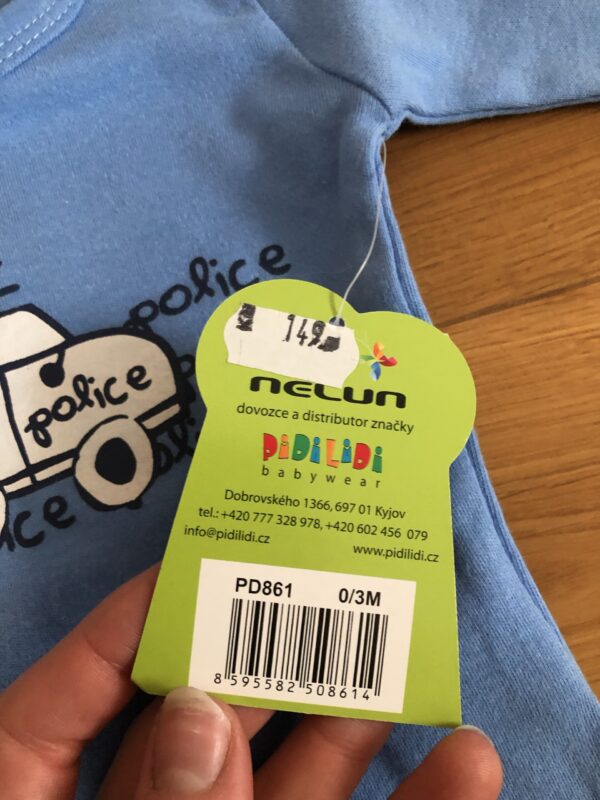 police
police
149
NELUN
dovozce a distributor značky
PiDiLiDi
babywear
Dobrovského 1366, 697 01 Kyjov
tel.: +420 777 328 978, +420 602 456 079
info@pidilidi.cz www.pidilidi.cz
PD861 0/3M
8 595582 508614